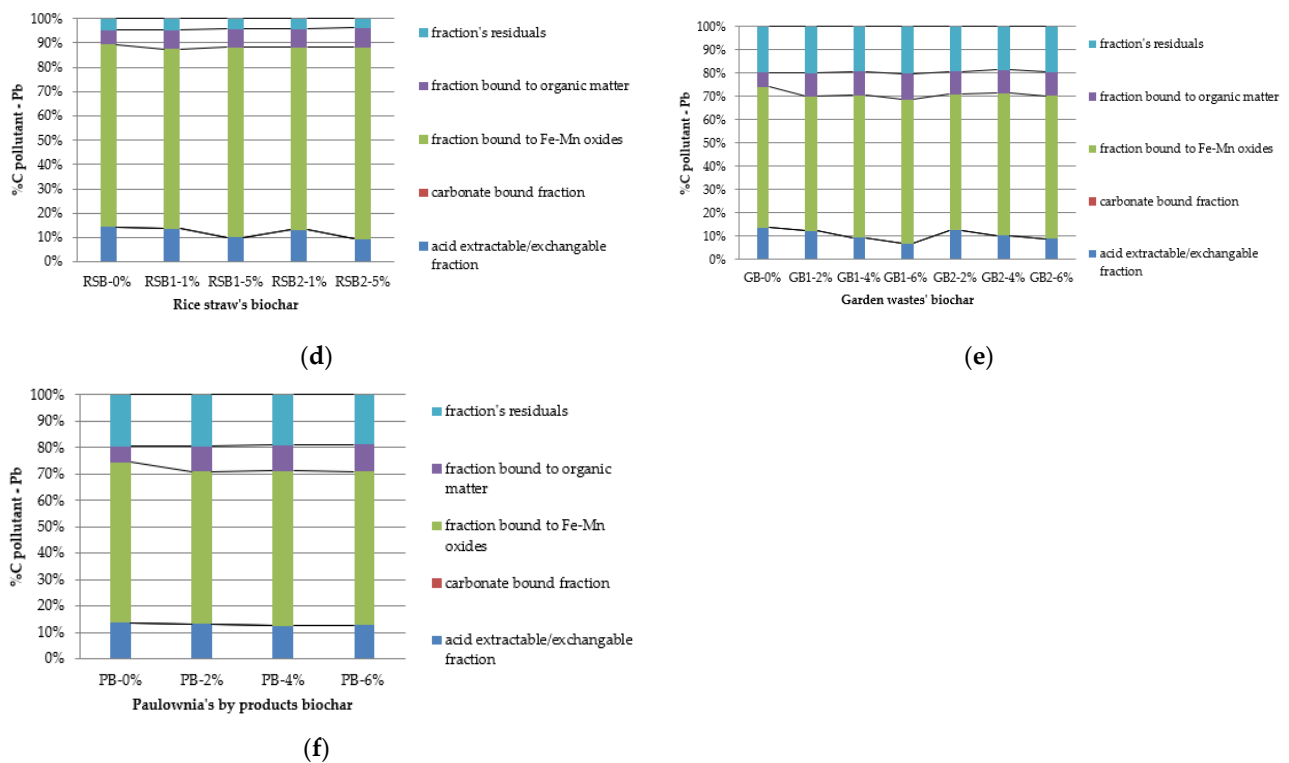 %C pollutant - Pb
100%
90%
80%
70%
60%
50%
40%
30%
20%
10%
0%
RSB-0% RSB1-1% RSB1-5% RSB2-1% RSB2-5%
Rice straw's biochar
fraction's residuals
fraction bound to organic matter
fraction bound to Fe-Mn oxides
carbonate bound fraction
acid extractable/exchangable
fraction
(d)
%C pollutant - Pb
100%
90%
80%
70%
60%
50%
40%
30%
20%
10%
0%
GB-0% GB1-2% GB1-4% GB1-6% GB2-2% GB2-4% GB2-6%
Garden wastes' biochar
fraction's residuals
fraction bound to organic matter
fraction bound to Fe-Mn oxides
carbonate bound fraction
acid extractable/exchangable
fraction
(e)
%C pollutant - Pb
100%
90%
80%
70%
60%
50%
40%
30%
20%
10%
0%
PB-0% PB-2% PB-4% PB-6%
Paulownia's by products biochar
fraction's residuals
fraction bound to organic
matter
fraction bound to Fe-Mn
oxides
carbonate bound fraction
acid extractable/exchangable
fraction
(f)